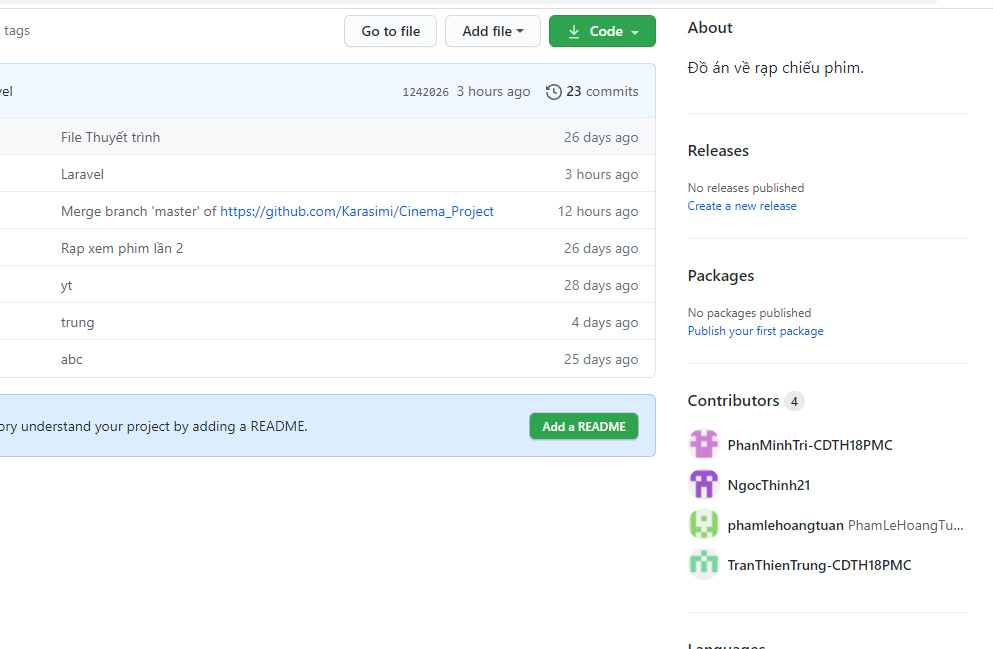 tags
Go to file
Add file
Code
vel
1242026 3 hours ago 23 commits
File Thuyết trình 26 days ago
Laravel 3 hours ago
Merge branch 'master' of https://github.com/Karasimi/Cinema_Project 12 hours ago
Rạp xem phim lần 2 26 days ago
yt 28 days ago
trung 4 days ago
abc 25 days ago
ory understand your project by adding a README.
Add a README
About
Đồ án về rạp chiếu phim.
Releases
No releases published
Create a new release
Packages
No packages published
Publish your first package
Contributors 4
PhanMinhTri-CDTH18PMC
NgocThinh21
phamlehoangtuan PhamLeHoangTu...
TranThienTrung-CDTH18PMC
Languages